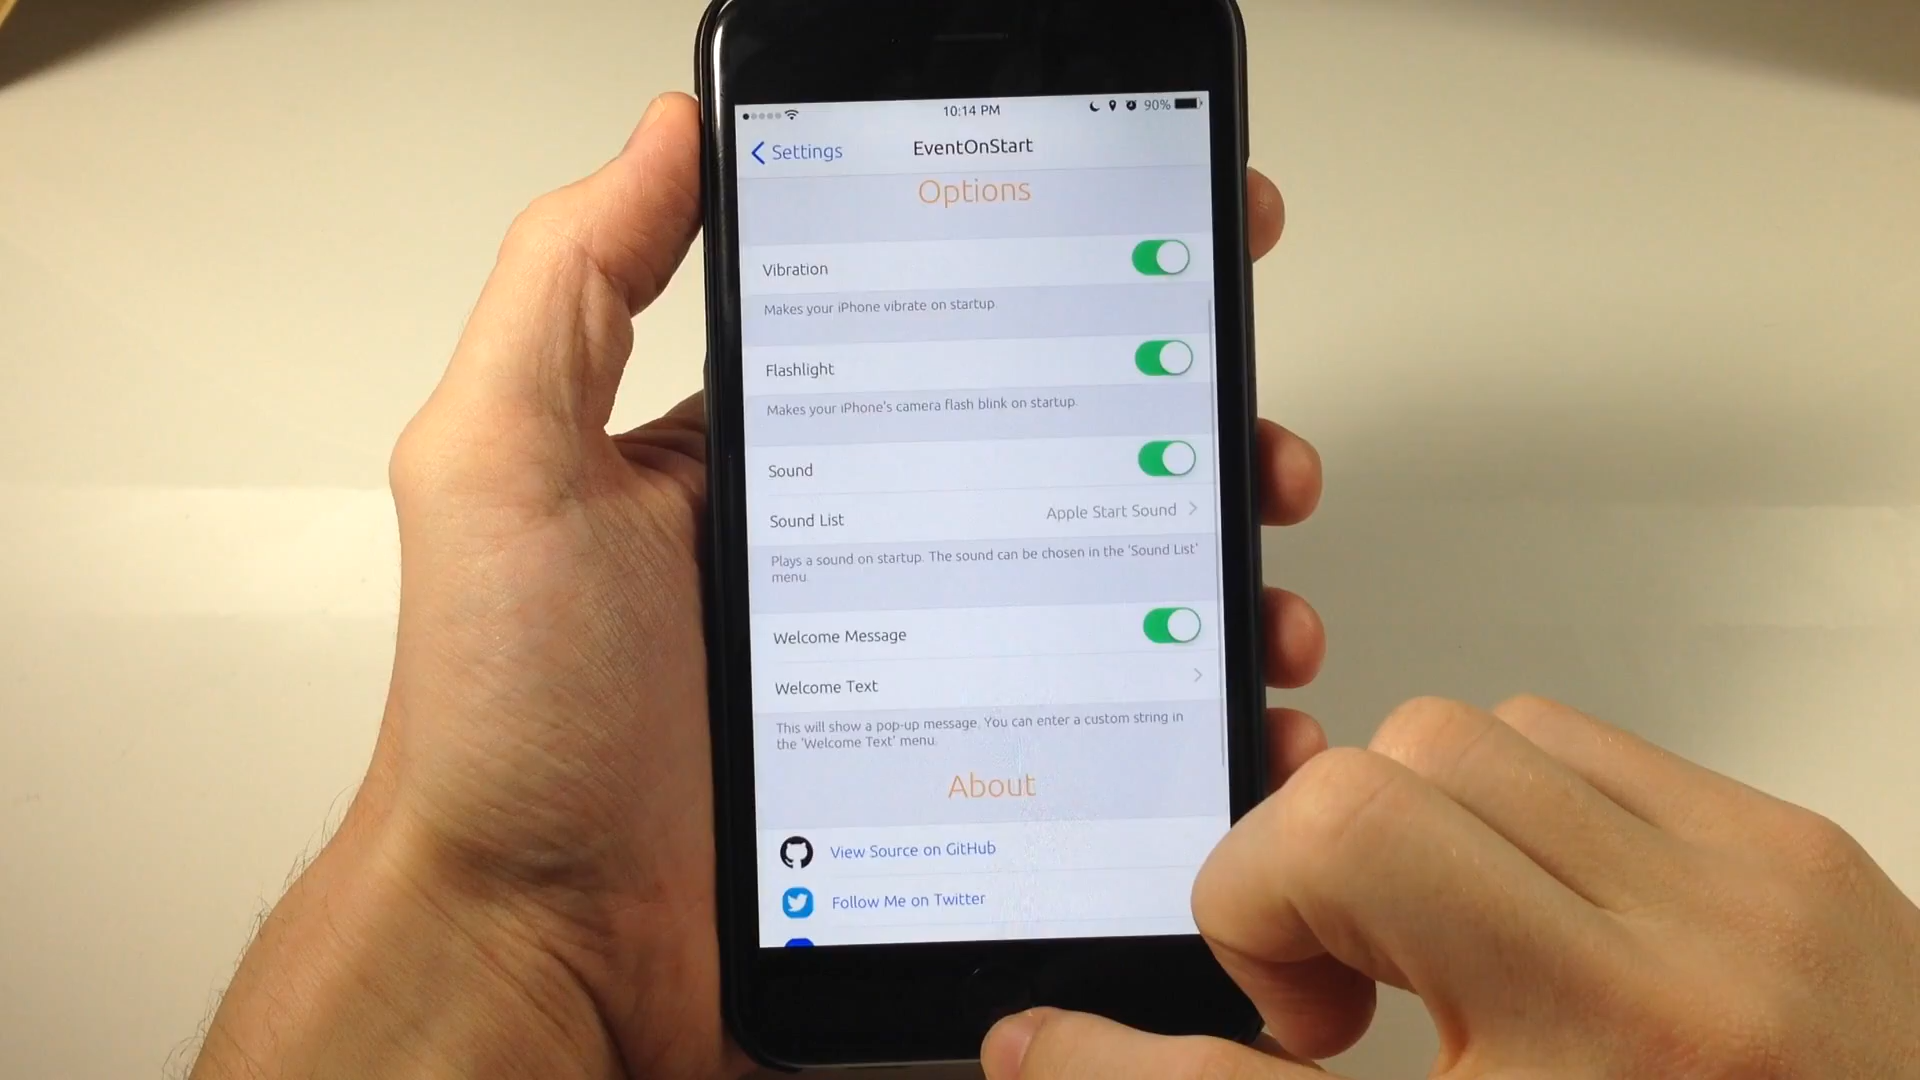 10:14 PM
90%
Settings
EventOnStart
Options
Vibration
Makes your iPhone vibrate on startup.
Flashlight
Makes your iPhone's camera flash blink on startup.
Sound
Sound List
Apple Start Sound
Plays a sound on startup. The sound can be chosen in the 'Sound List'
menu.
Welcome Message
Welcome Text
This will show a pop-up message. You can enter a custom string in
the 'Welcome Text' menu.
About
View Source on GitHub
Follow Me on Twitter